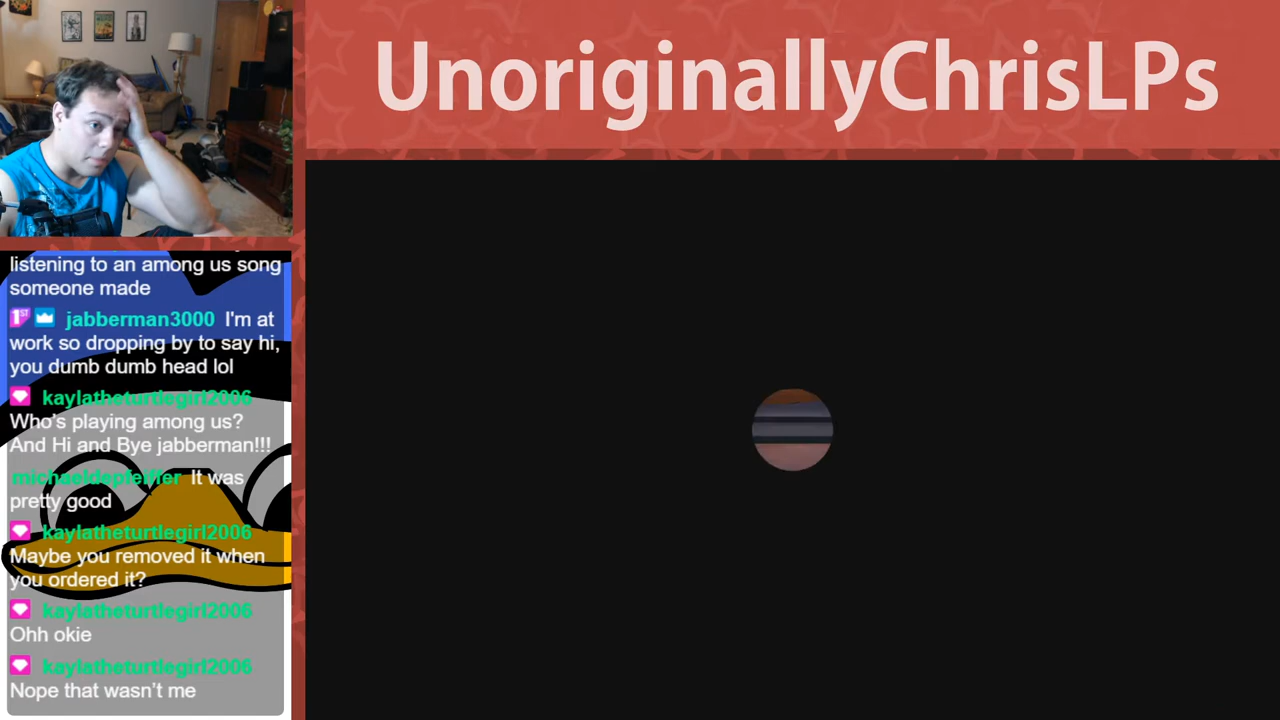 UnoriginallyChrisLPs
listening to an among us song
someone made
jabberman3000 I'm at
work so dropping by to say hi,
you dumb dumb head lol
kaylatheturtlegirl2006
Who's playing among us?
And Hi and Bye jabberman!!!
michaeldepfeiffer It was
pretty good
kaylatheturtlegirl2006
Maybe you removed it when
you ordered it?
kaylatheturtlegirl2006
Ohh okie
kaylatheturtlegirl2006
Nope that wasn't me